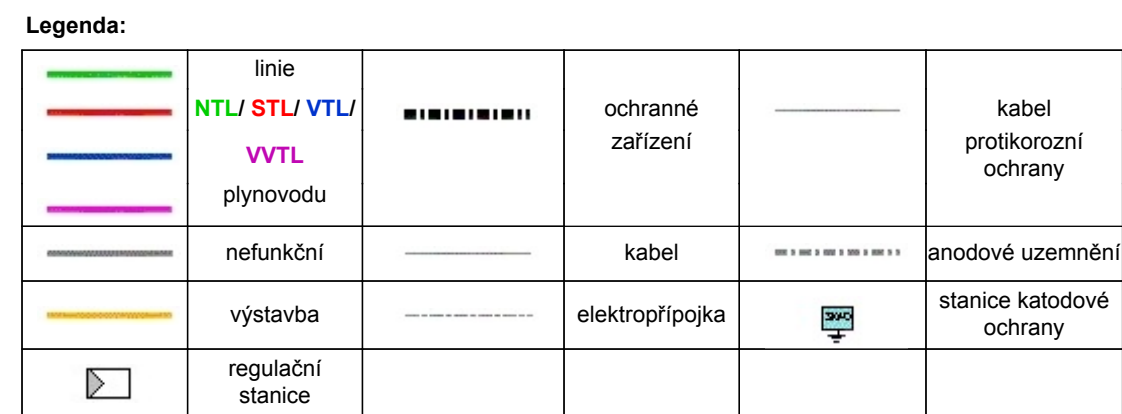 Legenda:
linie
NTL/ STL/ VTL/
VVTL
plynovodu
ochranné
zařízení
kabel
protikorozní
ochrany
nefunkční
kabel
anodové uzemnění
výstavba
elektropřípojka
stanice katodové
ochrany
regulační
stanice